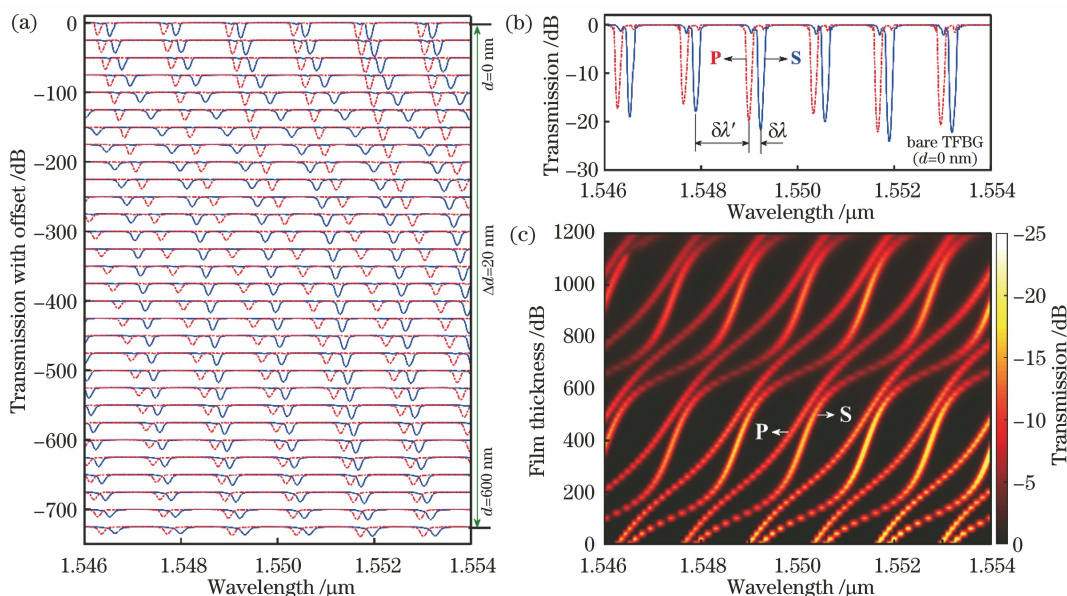 (a)
Transmission with offset /dB
0
−100
−200
−300
−400
−500
−600
−700
d=0 nm
Δd=20 nm
d=600 nm
1.546
1.548
1.550
1.552
1.554
Wavelength /μm
(b)
Transmission /dB
0
−10
−20
−30
P
S
δλ′
δλ
bare TFBG
(d=0 nm)
1.546
1.548
1.550
1.552
1.554
Wavelength /μm
(c)
Film thickness /dB
1200
1000
800
600
400
200
0
P
S
1.546
1.548
1.550
1.552
1.554
Wavelength /μm
−25
−20
−15
−10
−5
0
Transmission /dB